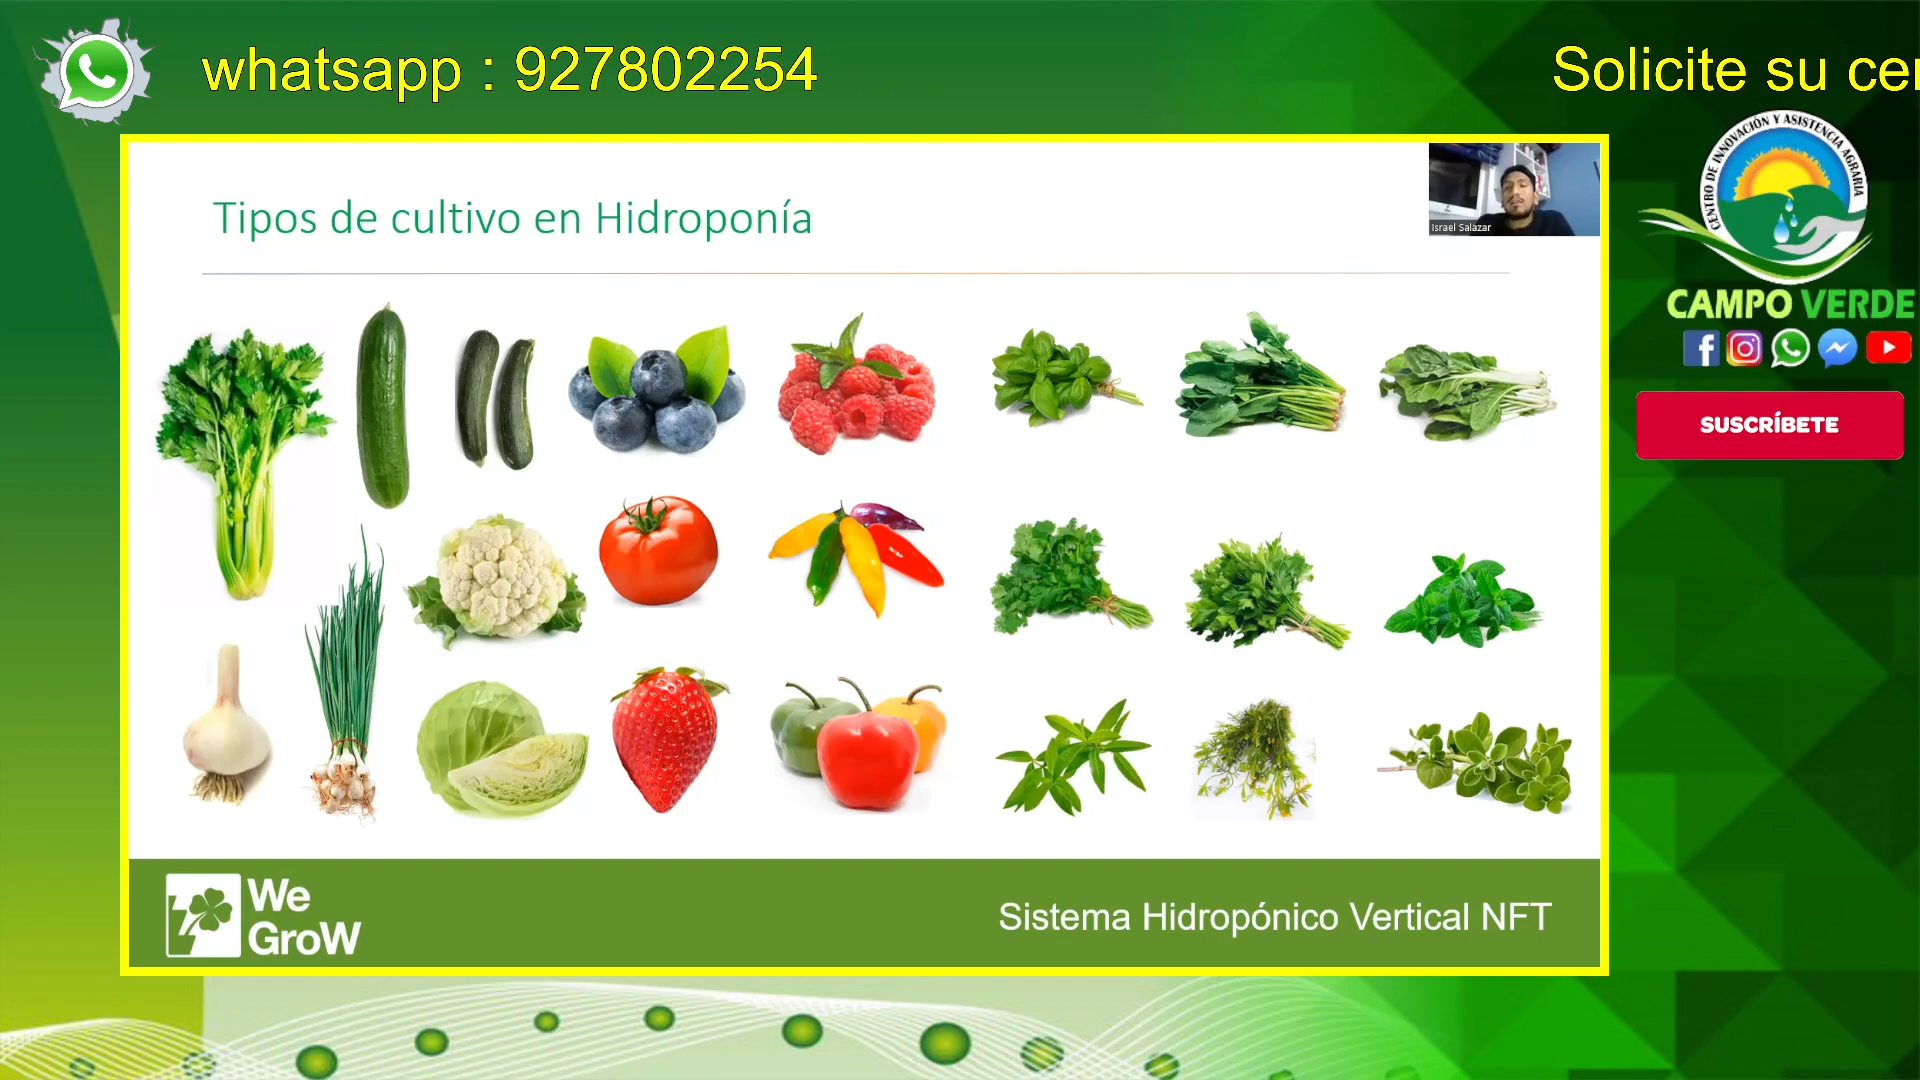 whatsapp : 927802254
Solicite su cer
Tipos de cultivo en Hidroponía
Israel Salazar
CENTRO DE INNOVACIÓN Y ASISTENCIA AGRARIA
CAMPO VERDE
SUSCRÍBETE
We
GroW
Sistema Hidropónico Vertical NFT